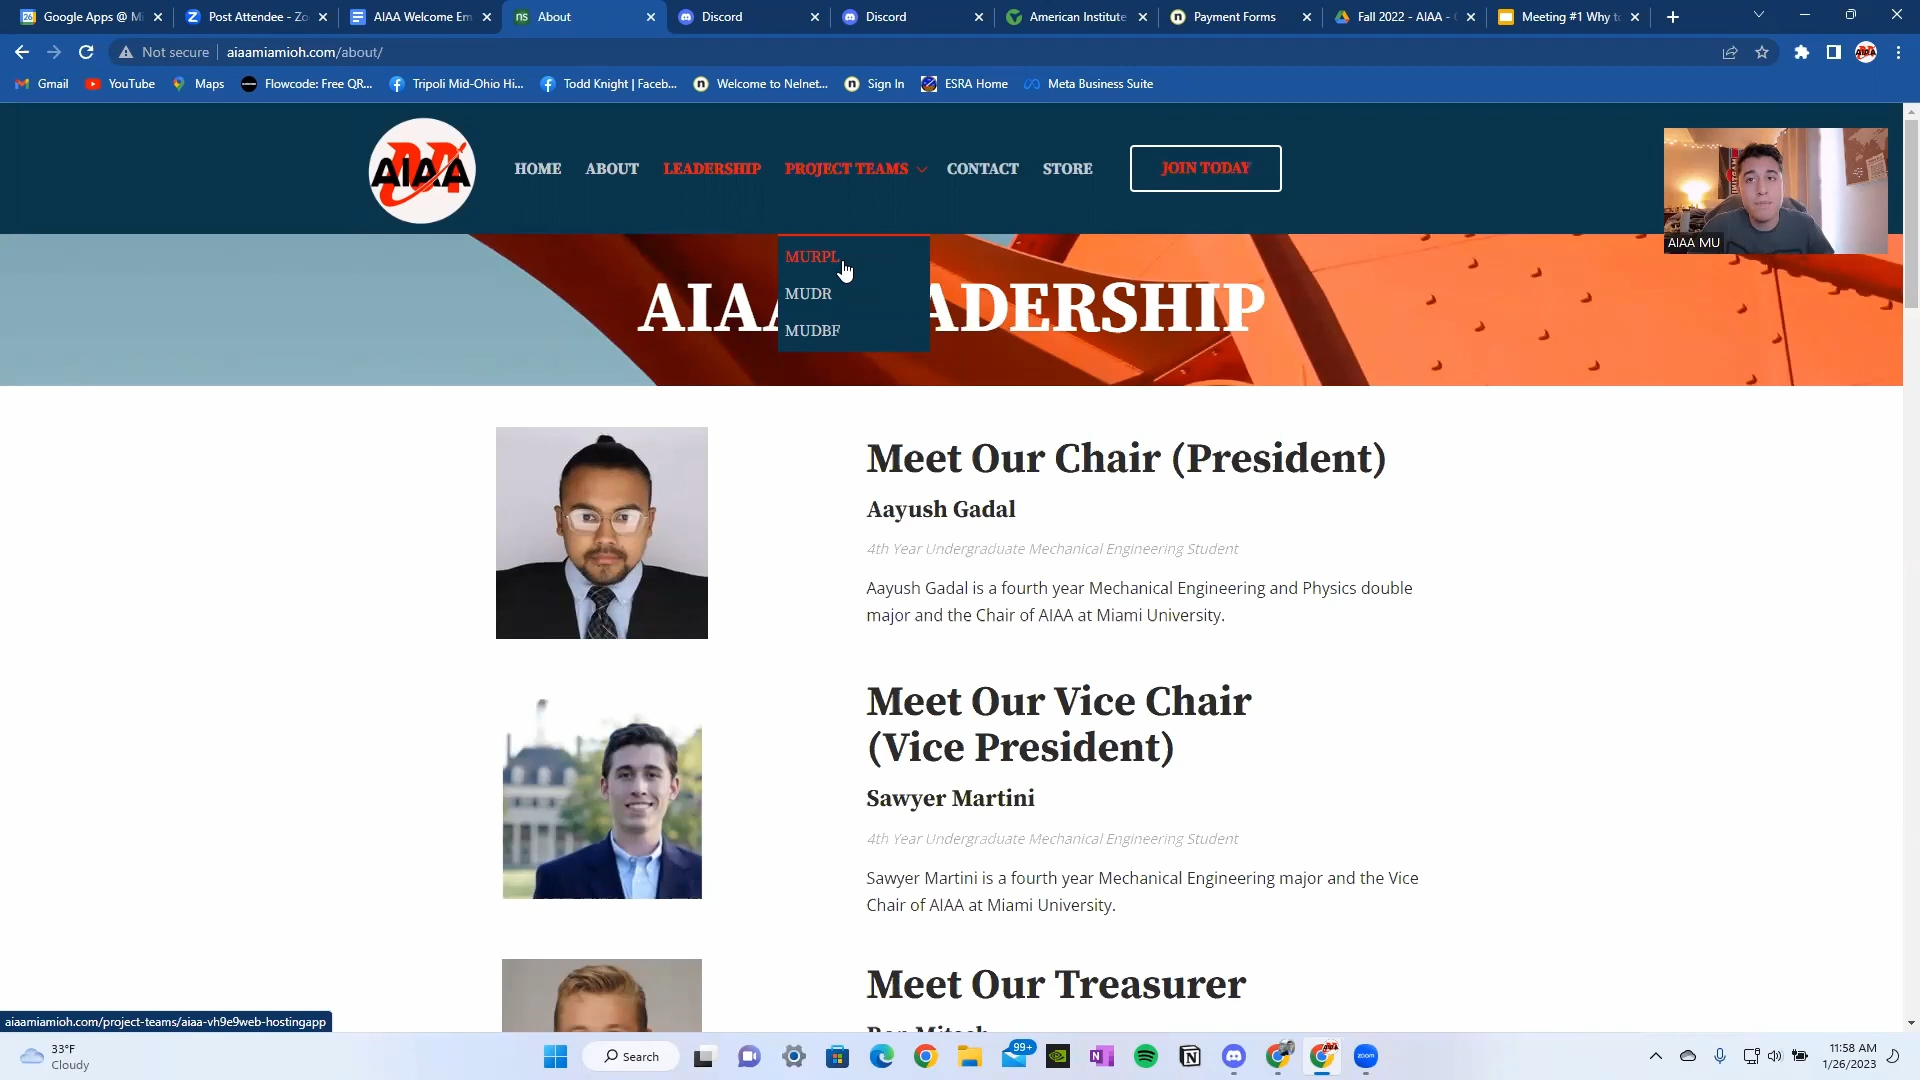 Google Apps @ Mi
Post Attendee - Zo
AIAA Welcome Em
About
Discord
Discord
American Institute
Payment Forms
Fall 2022 - AIAA -
Meeting #1 Why to
Not secure
aiaamiamioh.com/about/
Gmail
YouTube
Maps
Flowcode: Free QR...
Tripoli Mid-Ohio Hi...
Todd Knight | Faceb...
Welcome to Nelnet...
Sign In
ESRA Home
Meta Business Suite
AIAA
HOME
ABOUT
LEADERSHIP
PROJECT TEAMS
CONTACT
STORE
JOIN TODAY
AIAA MU
MURPL
MUDR
MUDBF
AIAA LEADERSHIP
Meet Our Chair (President)
Aayush Gadal
4th Year Undergraduate Mechanical Engineering Student
Aayush Gadal is a fourth year Mechanical Engineering and Physics double
major and the Chair of AIAA at Miami University.
Meet Our Vice Chair
(Vice President)
Sawyer Martini
4th Year Undergraduate Mechanical Engineering Student
Sawyer Martini is a fourth year Mechanical Engineering major and the Vice
Chair of AIAA at Miami University.
Meet Our Treasurer
aiaamiamioh.com/project-teams/aiaa-vh9e9web-hostingapp
33°F
Cloudy
Search
99+
zoom
11:58 AM
1/26/2023